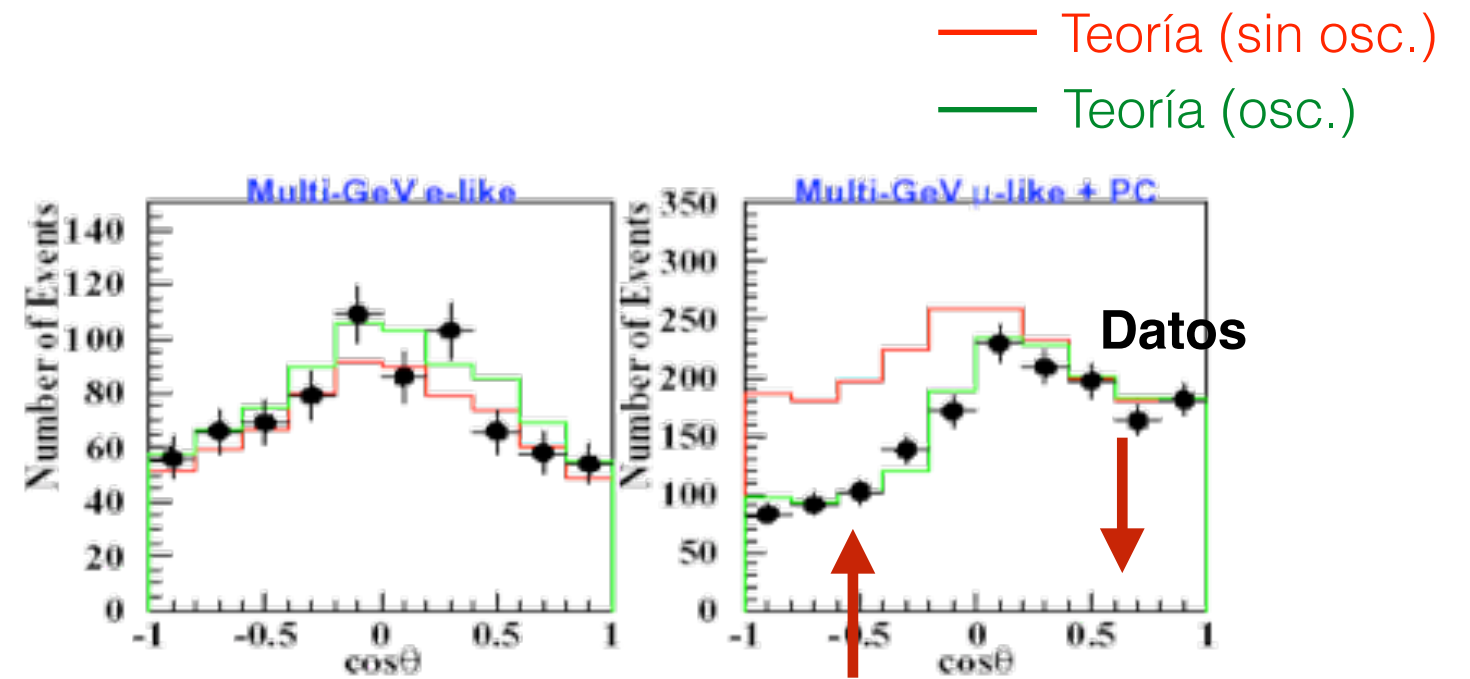 Teoría (sin osc.)
Teoría (osc.)
Multi-GeV e-like
Number of Events
140
120
100
80
60
40
20
0
-1
-0.5
0
0.5
1
cosθ
Multi-GeV μ-like + PC
Number of Events
350
300
250
200
150
100
50
0
-1
-0.5
0
0.5
1
cosθ
Datos